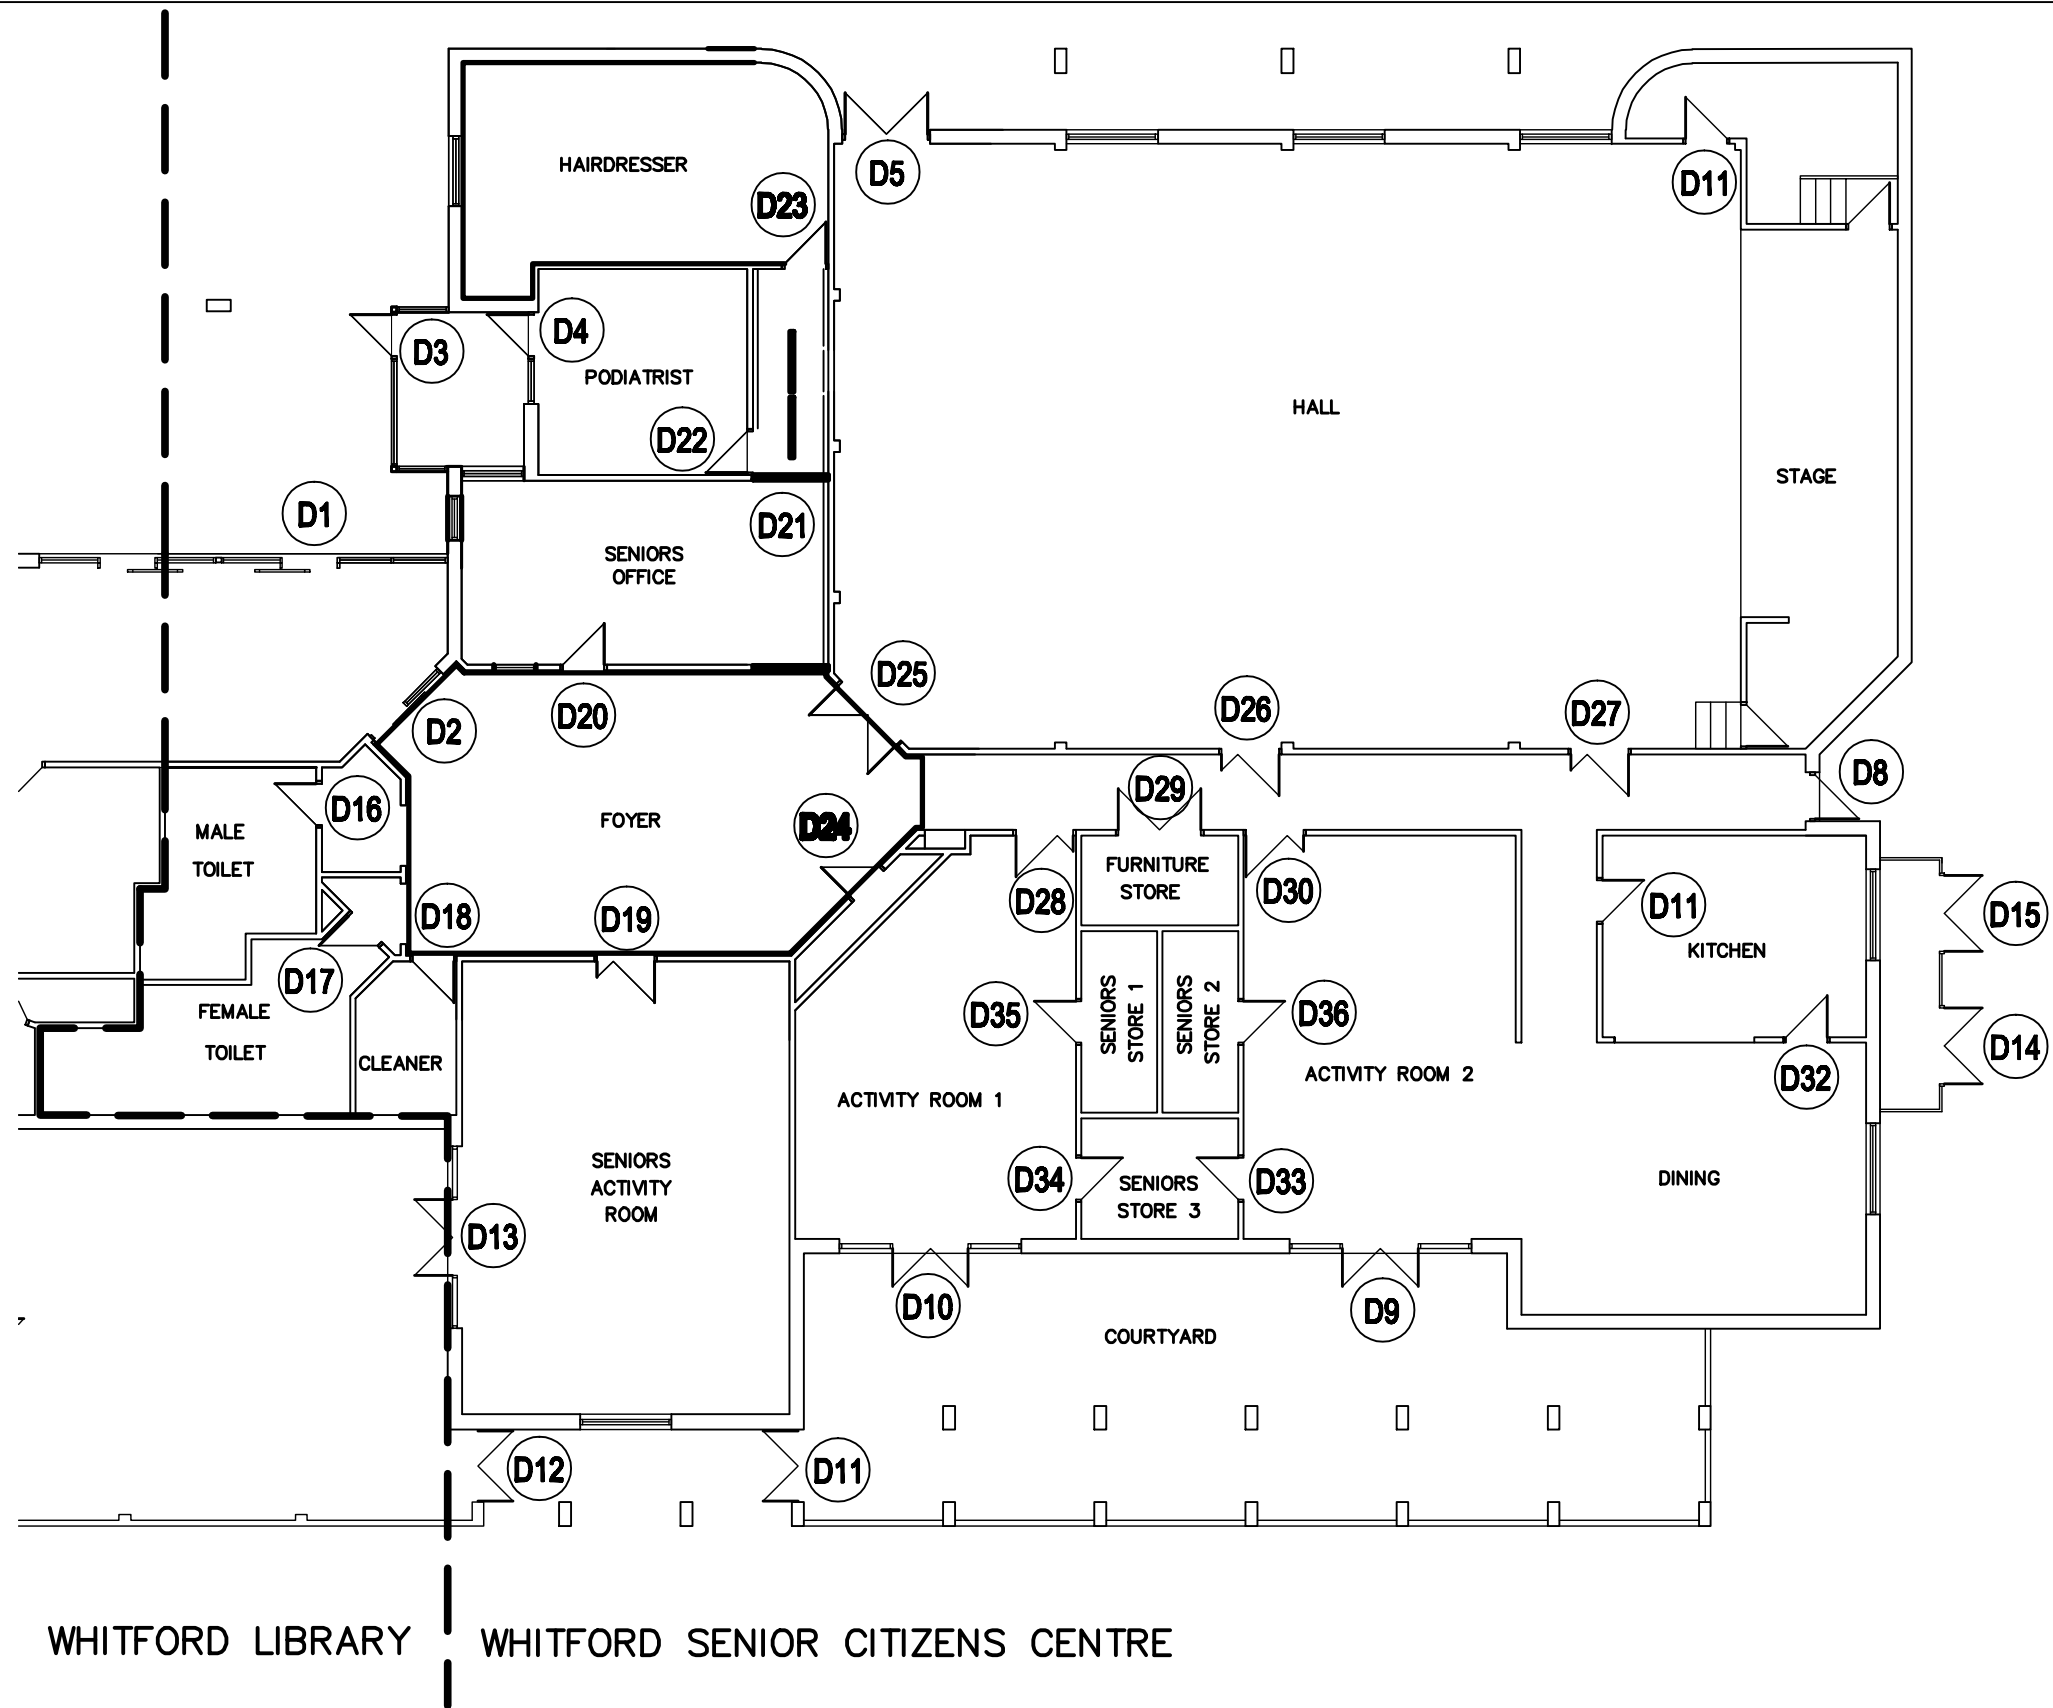 HAIRDRESSER
D5
D11
D23
D4
D3
PODIATRIST
HALL
D22
STAGE
D1
D21
SENIORS
OFFICE
D25
D20
D2
D26
D27
D29
D8
D16
MALE
TOILET
FOYER
D24
FURNITURE
STORE
D28
D30
D11
KITCHEN
D15
D18
D19
D17
FEMALE
TOILET
CLEANER
D35
SENIORS
STORE 1
SENIORS
STORE 2
D36
D14
D32
ACTIVITY ROOM 1
ACTIVITY ROOM 2
SENIORS
ACTIVITY
ROOM
D34
SENIORS
STORE 3
D33
DINING
D13
D10
D9
COURTYARD
D12
D11
WHITFORD LIBRARY
WHITFORD SENIOR CITIZENS CENTRE